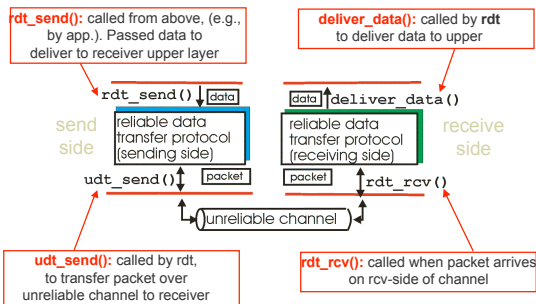 rdt_send(): called from above, (e.g.,
by app.). Passed data to
deliver to receiver upper layer
deliver_data(): called by rdt
to deliver data to upper
rdt_send()
data
data
deliver_data()
send
side
reliable data
transfer protocol
(sending side)
reliable data
transfer protocol
(receiving side)
receive
side
udt_send()
packet
packet
rdt_rcv()
unreliable channel
udt_send(): called by rdt,
to transfer packet over
unreliable channel to receiver
rdt_rcv(): called when packet arrives
on rcv-side of channel